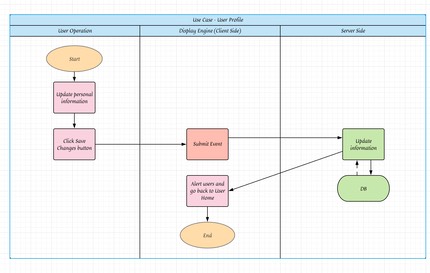 Use Case - User Profile
User Operation
Display Engine (Client Side)
Server Side
Start
Update personal
information
Click Save
Changes button
Submit Event
Update
information
Alert users and
go back to User
Home
DB
End